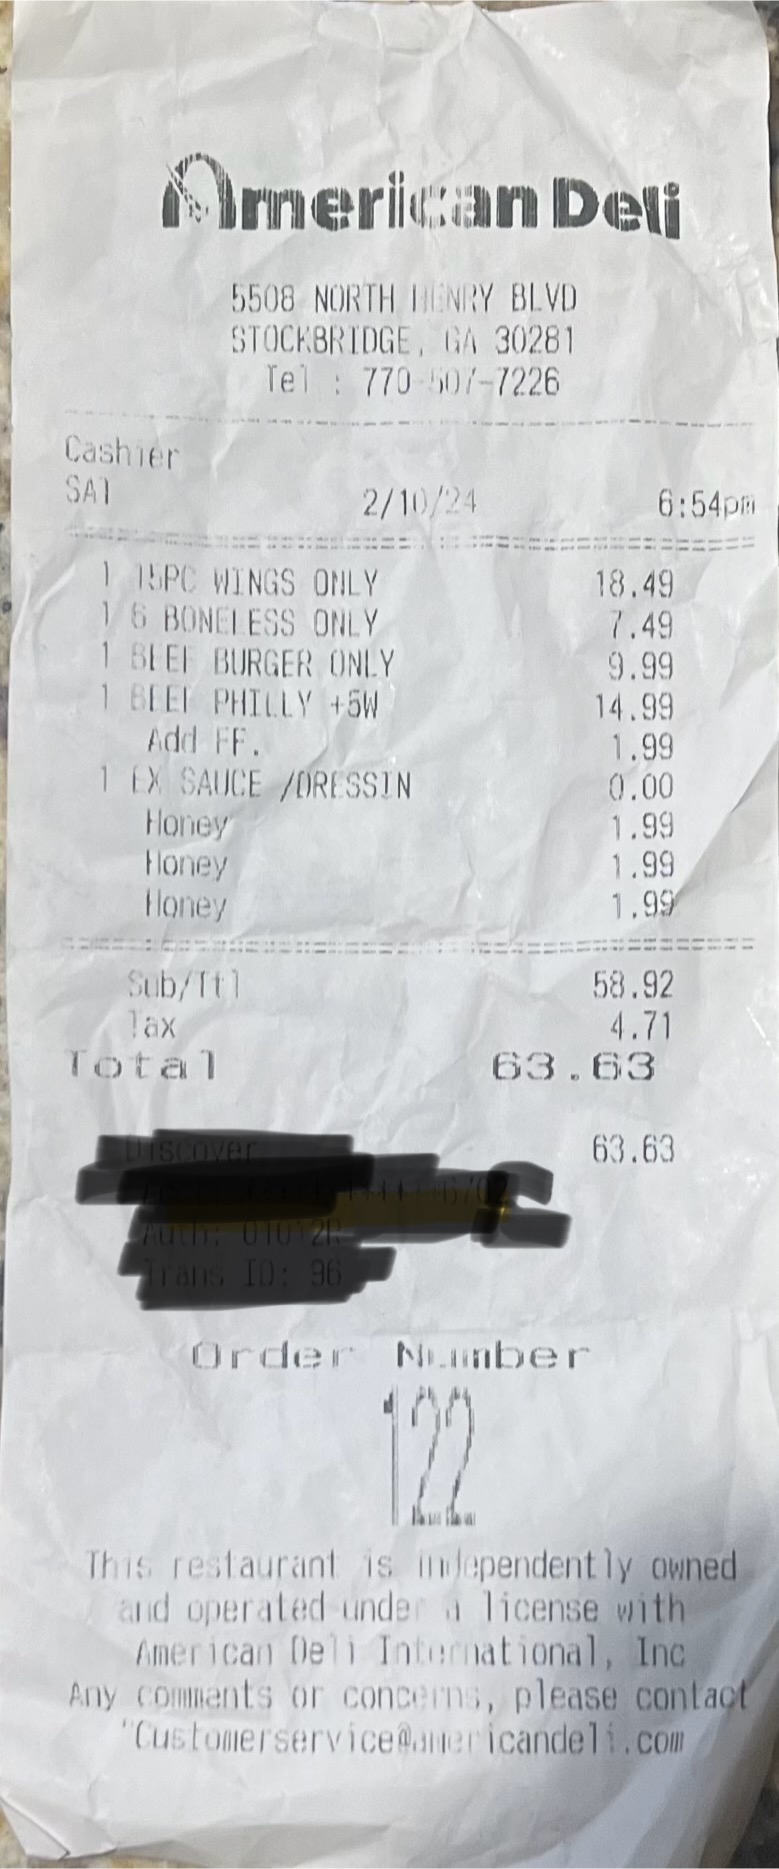 American Deli
5508 NORTH HENRY BLVD
STOCKBRIDGE, GA 30281
Tel : 770-507-7226
Cashier
SAT 2/10/24 6:54pm
1 15PC WINGS ONLY 18.49
1 6 BONELESS ONLY 7.49
1 BEEF BURGER ONLY 9.99
1 BEEF PHILLY +5W 14.99
Add FF. 1.99
1 EX SAUCE /DRESSIN 0.00
Honey 1.99
Honey 1.99
Honey 1.99
Sub/Ttl 58.92
Tax 4.71
Total 63.63
Discover 63.63
Trans ID: 96
Order Number
122
This restaurant is independently owned
and operated under a license with
American Deli International, Inc
Any comments or concerns, please contact
"Customerservice@americandeli.com